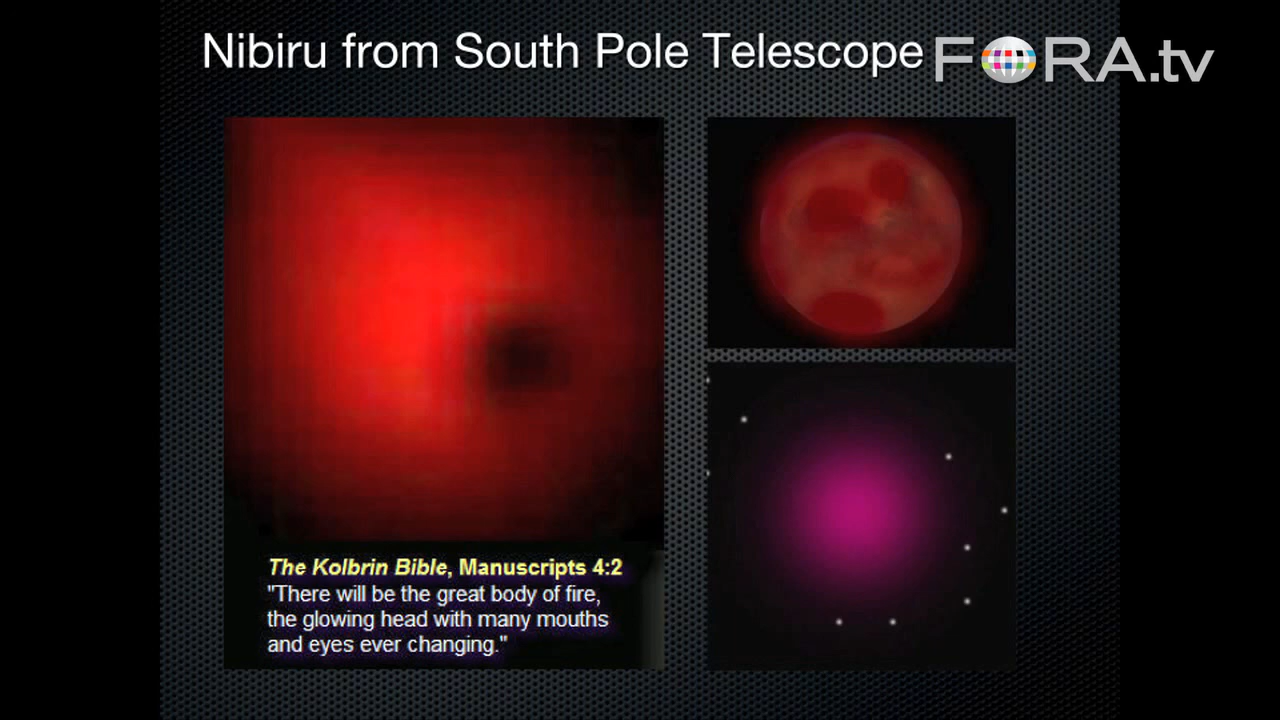 Nibiru from South Pole Telescope
FORA.tv
The Kolbrin Bible, Manuscripts 4:2
"There will be the great body of fire,
the glowing head with many mouths
and eyes ever changing."